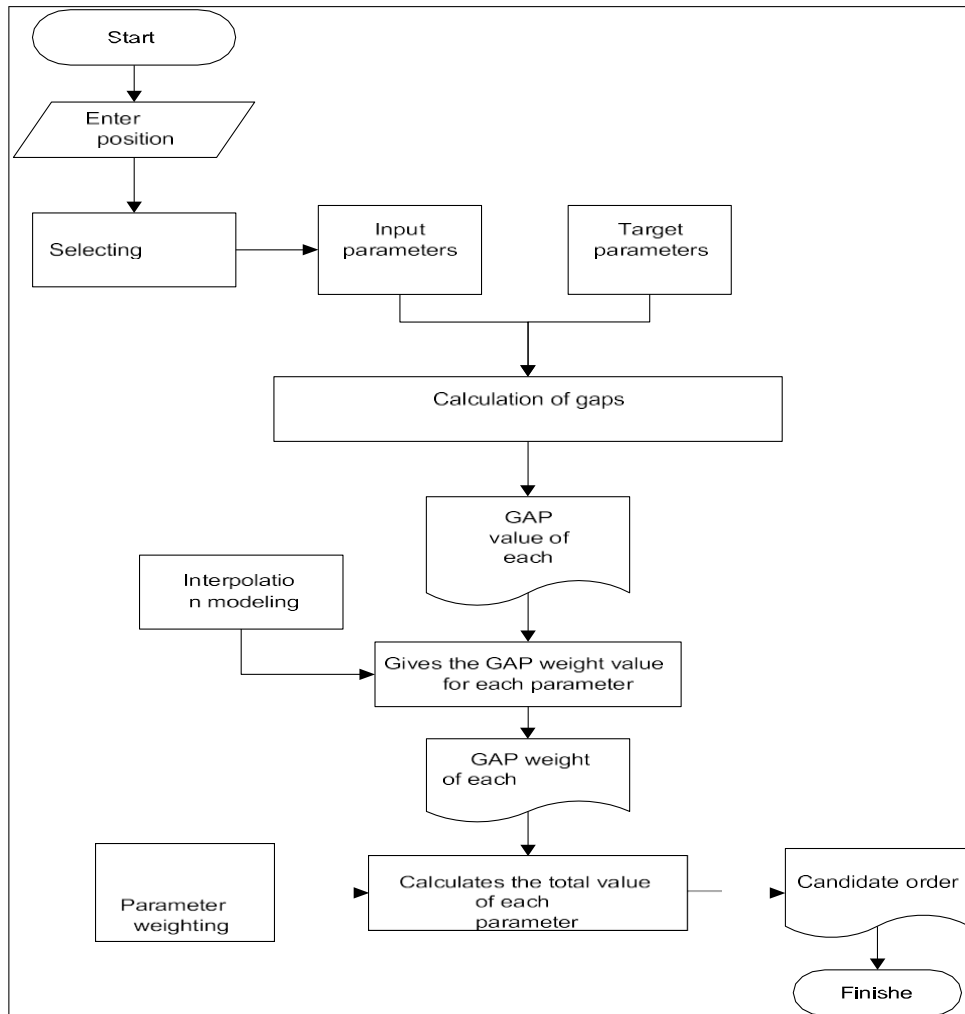 Start
Enter
position
Selecting
Input
parameters
Target
parameters
Calculation of gaps
GAP
value of
each
Interpolatio
n modeling
Gives the GAP weight value
for each parameter
GAP weight
of each
Parameter
weighting
Calculates the total value
of each
parameter
Candidate order
Finishe